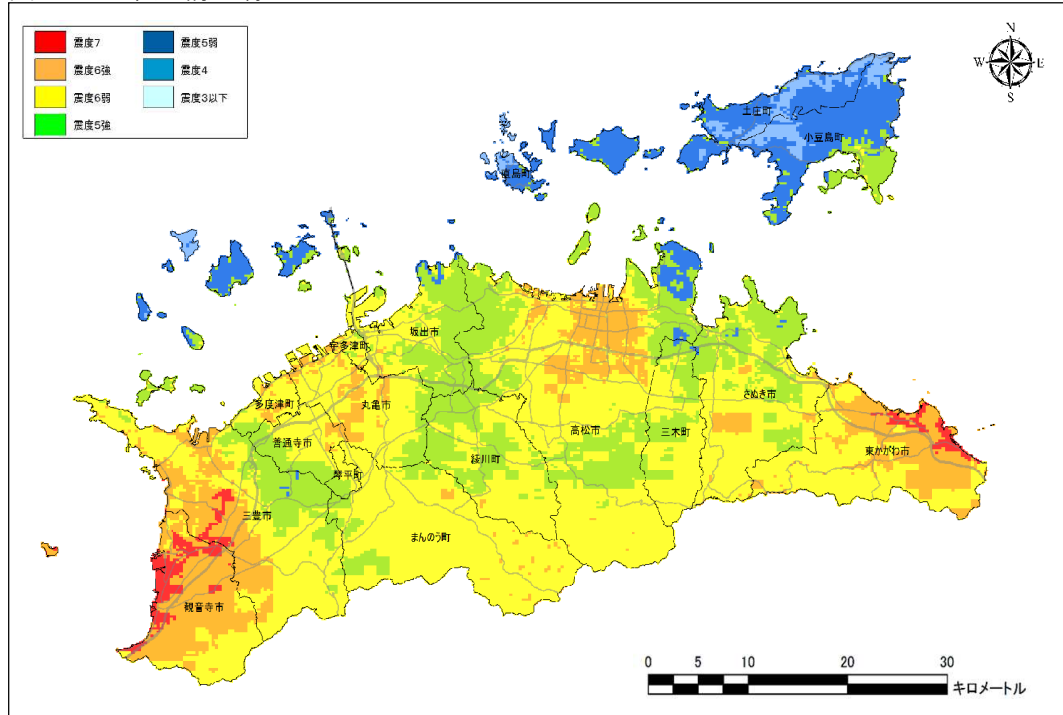 震度7
震度6強
震度6弱
震度5強
震度5弱
震度4
震度3以下
N
W
E
S
土庄町
小豆島町
直島町
坂出市
宇多津町
多度津町
丸亀市
善通寺市
琴平町
綾川町
高松市
三木町
さぬき市
東かがわ市
三豊市
まんのう町
観音寺市
0 5 10 20 30
キロメートル